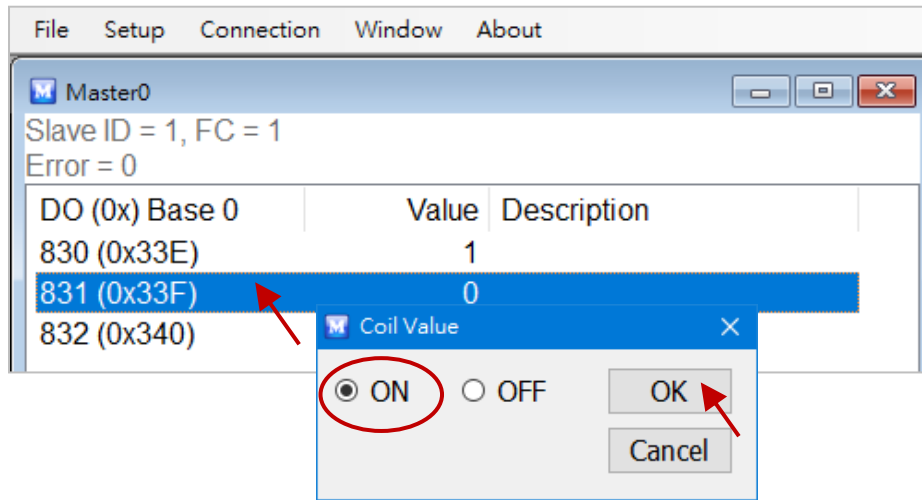 File Setup Connection Window About
M Master0
Slave ID = 1, FC = 1
Error = 0
DO (0x) Base 0 Value Description
830 (0x33E) 1
831 (0x33F) 0
832 (0x340)
M Coil Value
ON OFF OK
Cancel